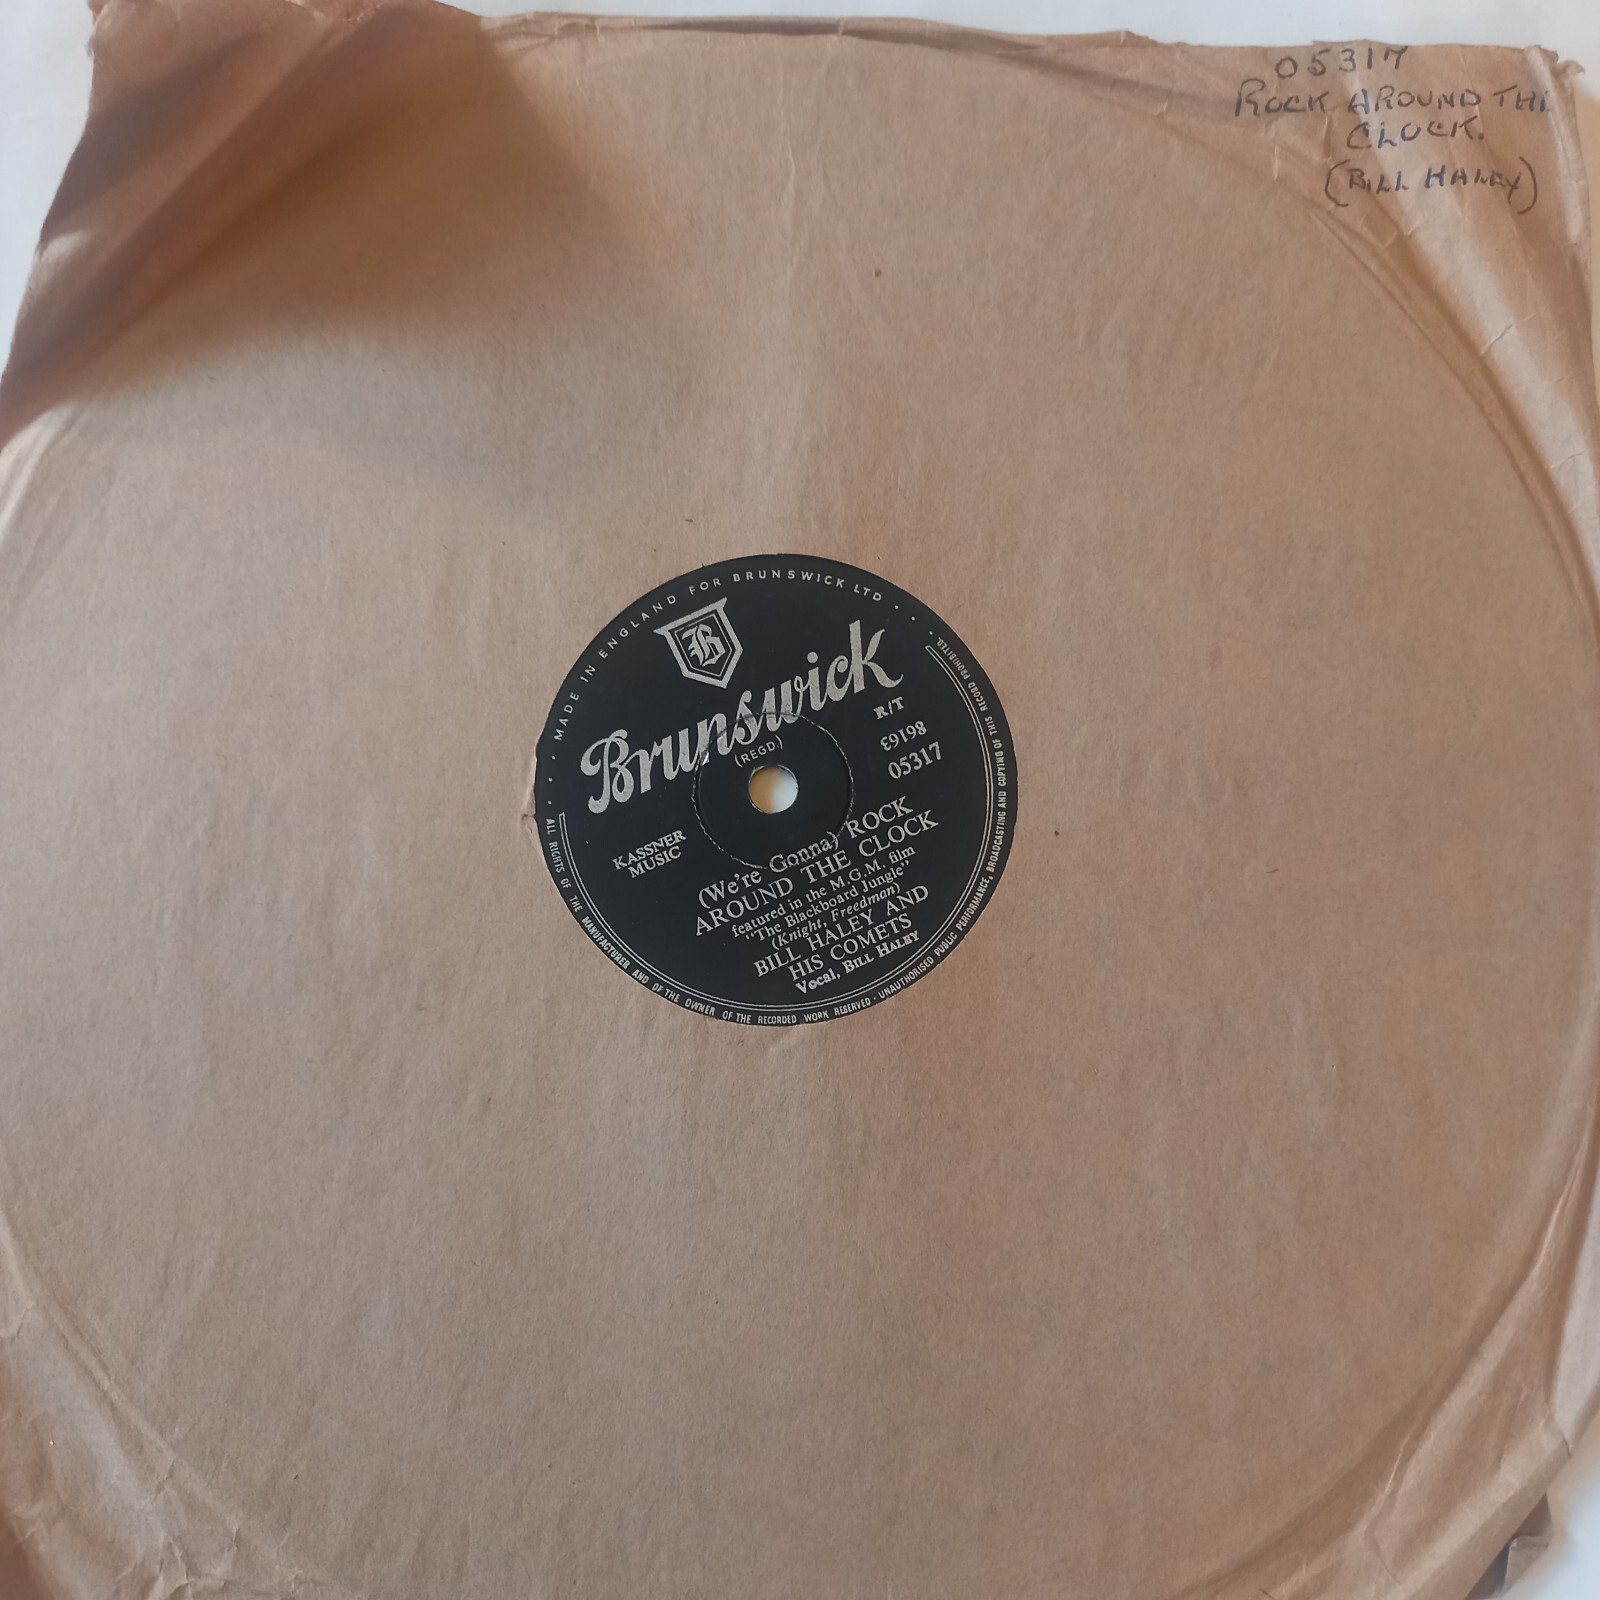 05317
ROCK AROUND THE
CLOCK.
(BILL HALEY)
MADE IN ENGLAND FOR BRUNSWICK LTD
B
Brunswick
(REGD.)
R/T
£9198
05317
KASSNER
MUSIC
(We're Gonna) ROCK
AROUND THE CLOCK
featured in the M.G.M. film
"The Blackboard Jungle"
(Knight, Freedman)
BILL HALEY AND
HIS COMETS
Vocal, BILL HALEY
ALL RIGHTS OF THE MANUFACTURER AND OF THE OWNER OF THE RECORDED WORK RESERVED · UNAUTHORISED PUBLIC PERFORMANCE, BROADCASTING AND COPYING OF THIS RECORD PROHIBITED.